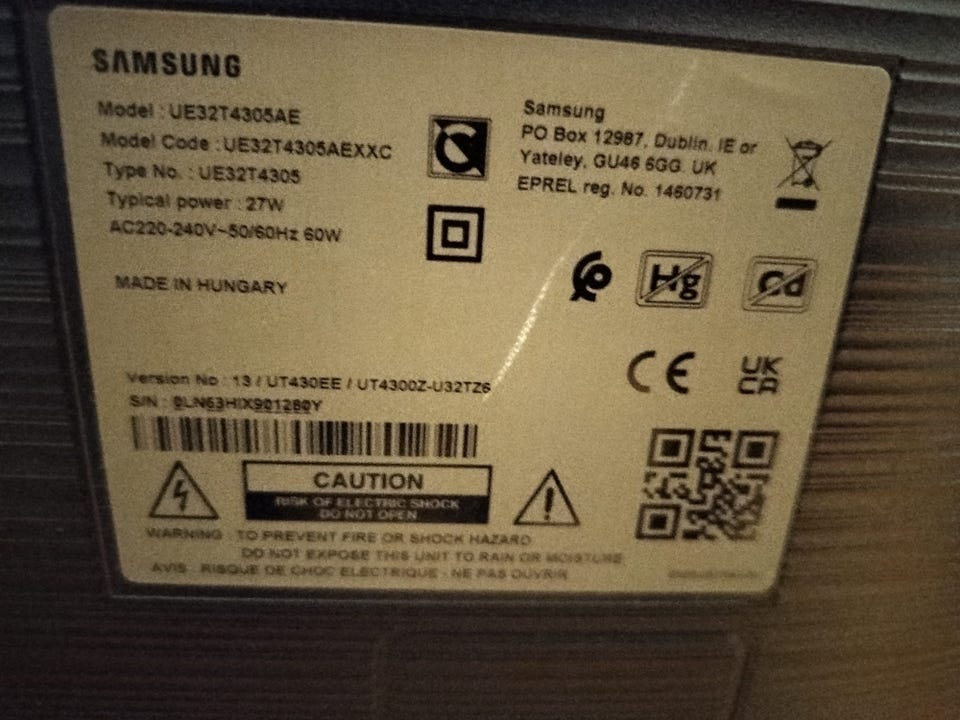 SAMSUNG
Model : UE32T4305AE
Model Code : UE32T4305AEXXC
Type No. : UE32T4305
Typical power : 27W
AC220-240V~50/60Hz 60W
MADE IN HUNGARY
Samsung
PO Box 12987, Dublin. IE or
Yateley, GU46 6GG. UK
EPREL reg. No. 1460731
Hg
Cd
CE
UK
CA
Version No : 13 / UT430EE / UT4300Z-U32TZ6
S/N : 0LN63HIX901280Y
CAUTION
RISK OF ELECTRIC SHOCK
DO NOT OPEN
WARNING : TO PREVENT FIRE OR SHOCK HAZARD
DO NOT EXPOSE THIS UNIT TO RAIN OR MOISTURE
AVIS : RISQUE DE CHOC ELECTRIQUE - NE PAS OUVRIR